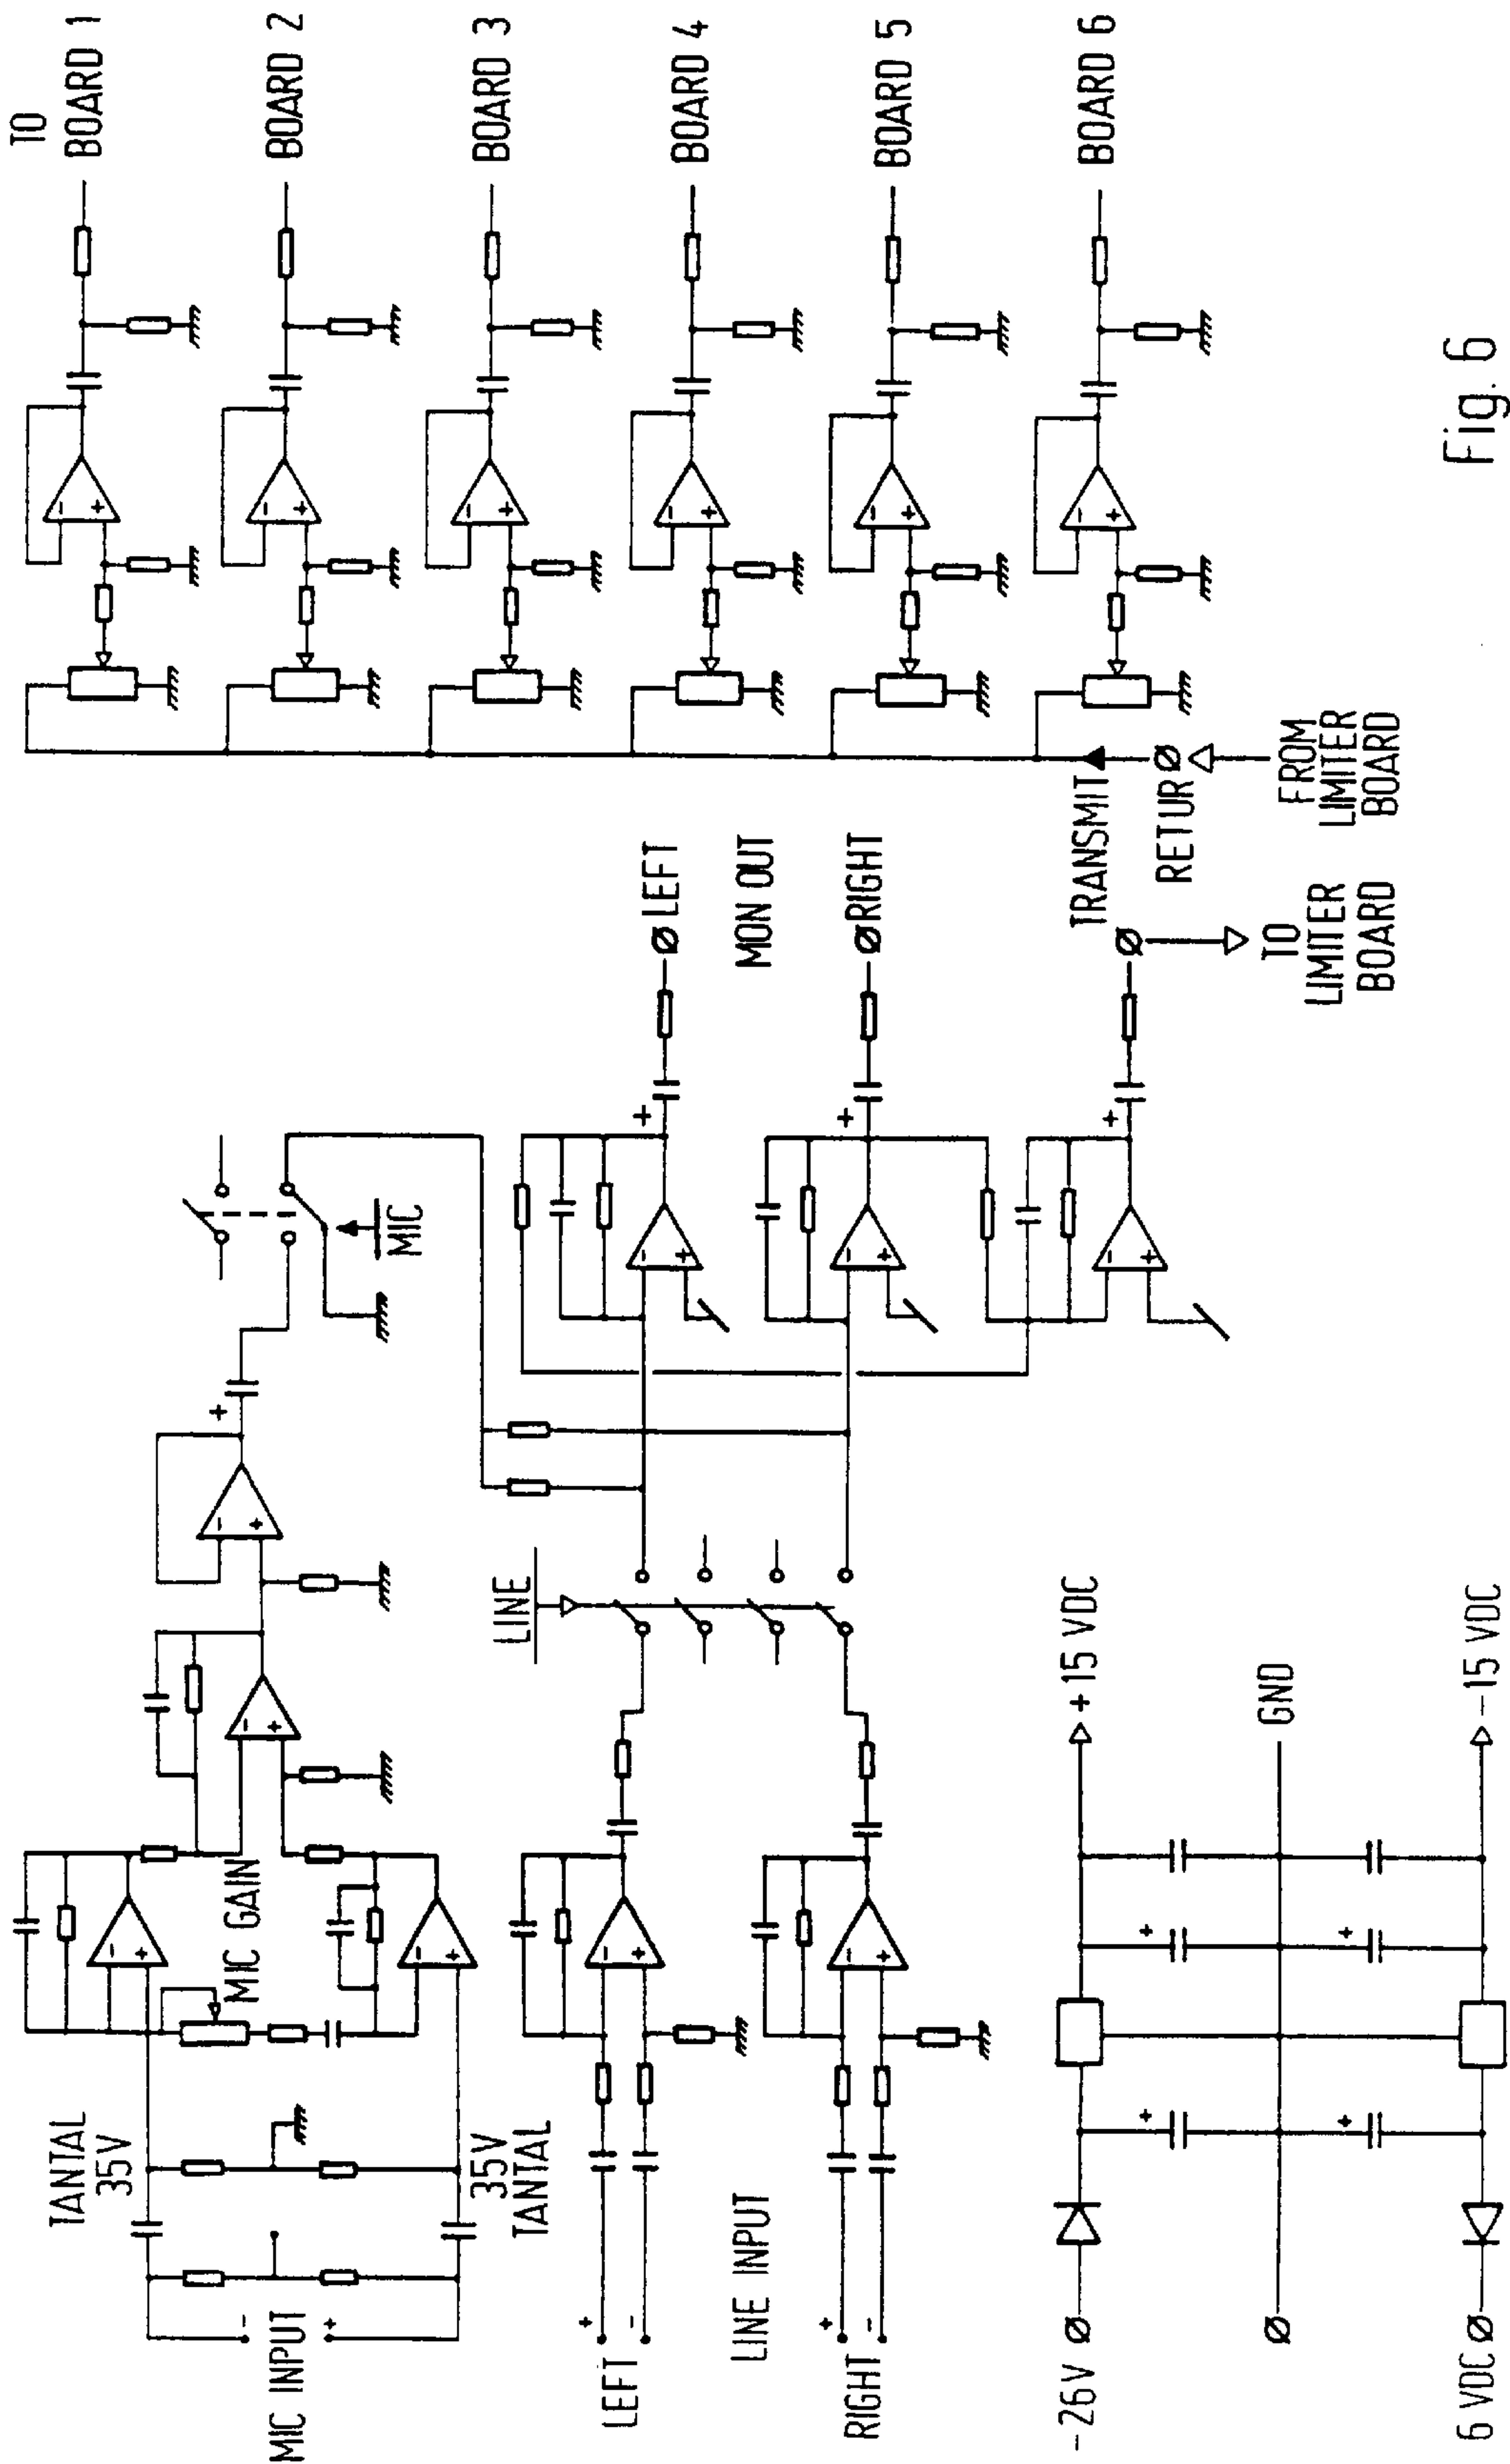 TO
BOARD 1
BOARD 2
BOARD 3
BOARD 4
BOARD 5
BOARD 6
TANTAL
35V
MIC GAIN
MIC INPUT
-
+
35V
TANTAL
MIC
LINE
LEFT
+
-
LINE INPUT
RIGHT
+
-
LEFT
MON OUT
RIGHT
TRANSMIT
RETUR
TO
LIMITER
BOARD
FROM
LIMITER
BOARD
-26V
+15 VDC
GND
6 VDC
-15 VDC
Fig. 6